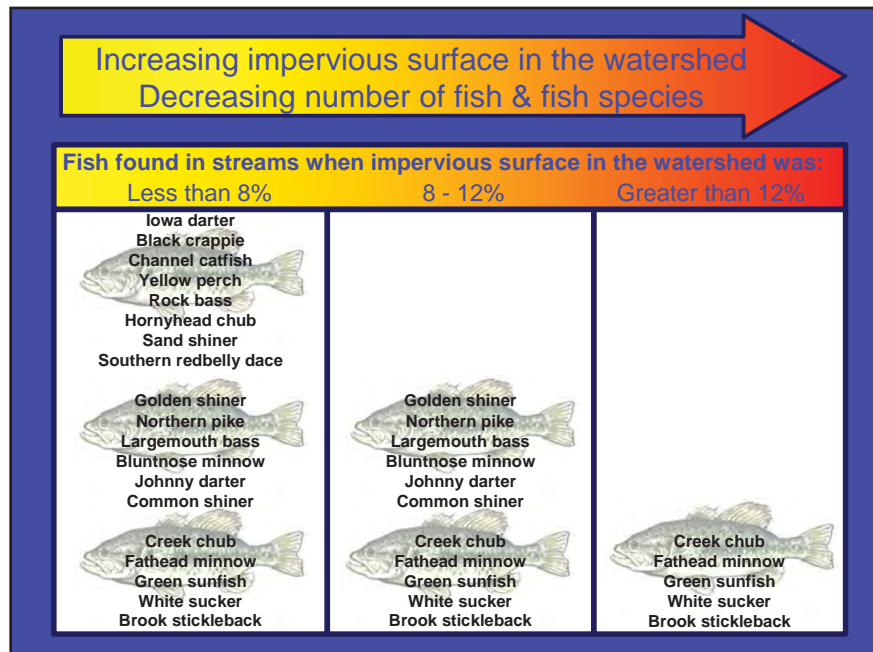 Increasing impervious surface in the watershed
Decreasing number of fish & fish species
Fish found in streams when impervious surface in the watershed was:
Less than 8%
Iowa darter
Black crappie
Channel catfish
Yellow perch
Rock bass
Hornyhead chub
Sand shiner
Southern redbelly dace
Golden shiner
Northern pike
Largemouth bass
Bluntnose minnow
Johnny darter
Common shiner
Creek chub
Fathead minnow
Green sunfish
White sucker
Brook stickleback
8 - 12%
Golden shiner
Northern pike
Largemouth bass
Bluntnose minnow
Johnny darter
Common shiner
Creek chub
Fathead minnow
Green sunfish
White sucker
Brook stickleback
Greater than 12%
Creek chub
Fathead minnow
Green sunfish
White sucker
Brook stickleback